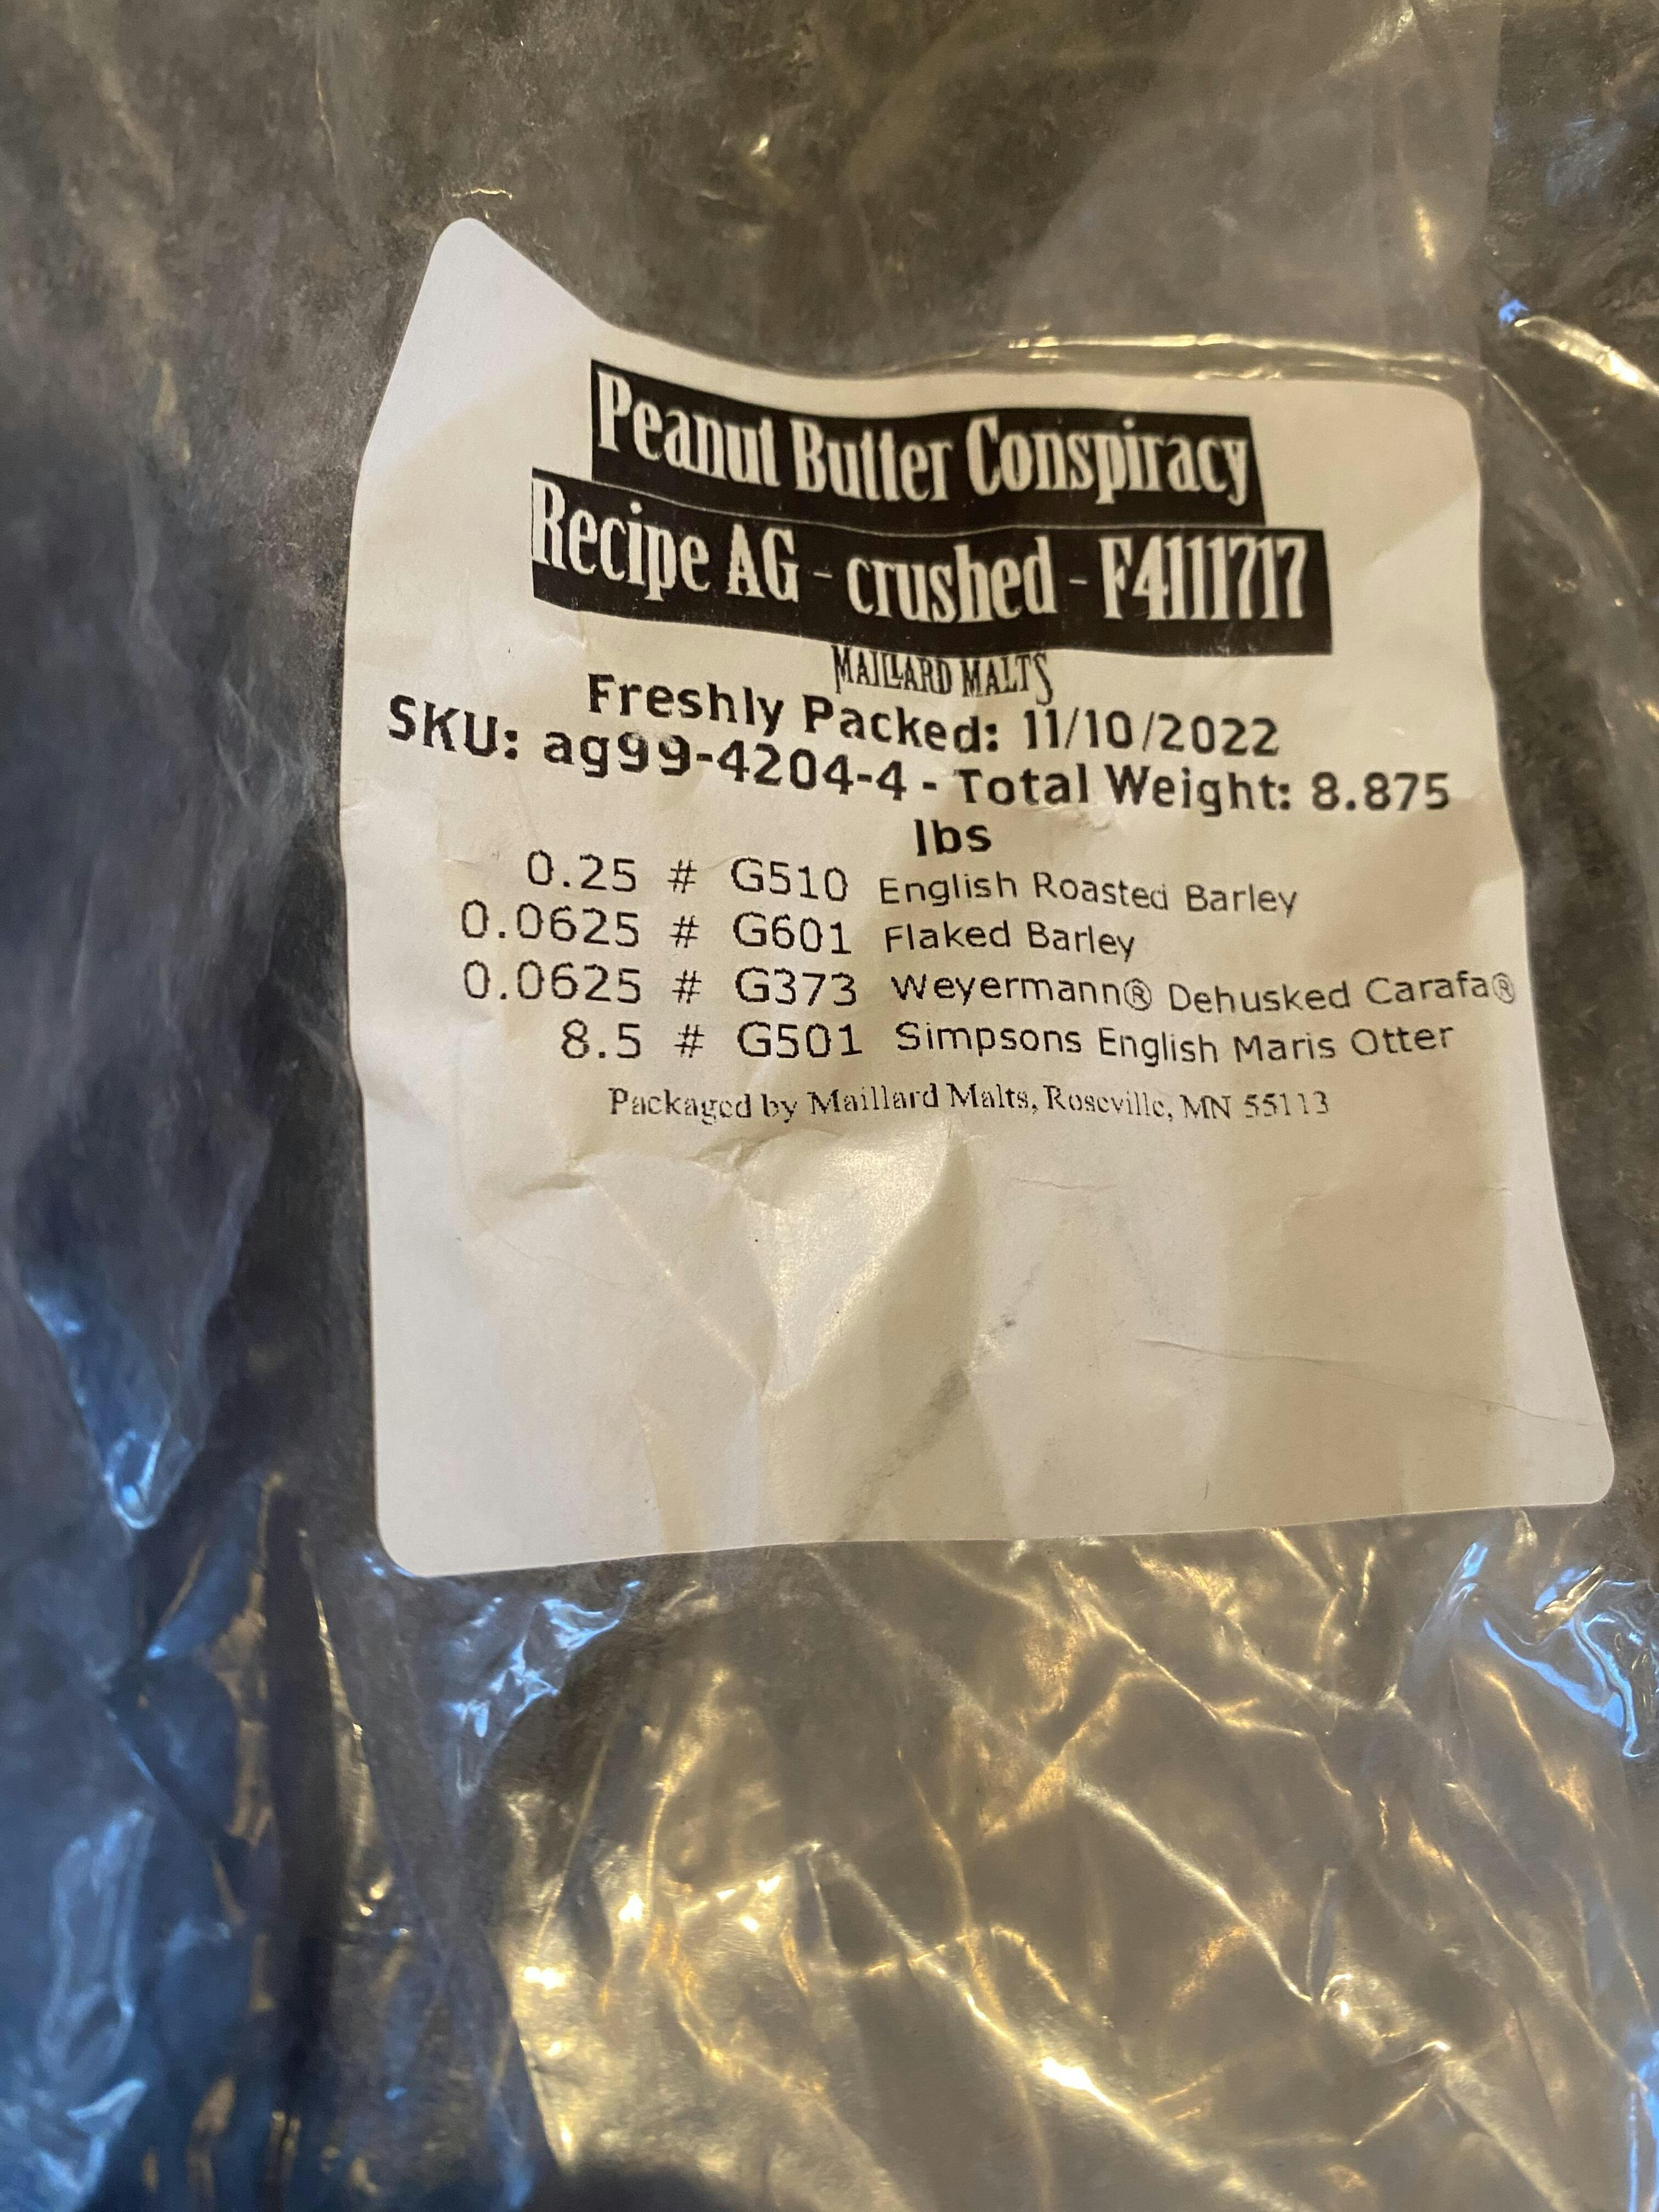 Peanut Butter Conspiracy
Recipe AG - crushed - F4111717
MAILLARD MALTS
Freshly Packed: 11/10/2022
SKU: ag99-4204-4 - Total Weight: 8.875
lbs
0.25 # G510 English Roasted Barley
0.0625 # G601 Flaked Barley
0.0625 # G373 Weyermann® Dehusked Carafa®
8.5 # G501 Simpsons English Maris Otter
Packaged by Maillard Malts, Roseville, MN 55113